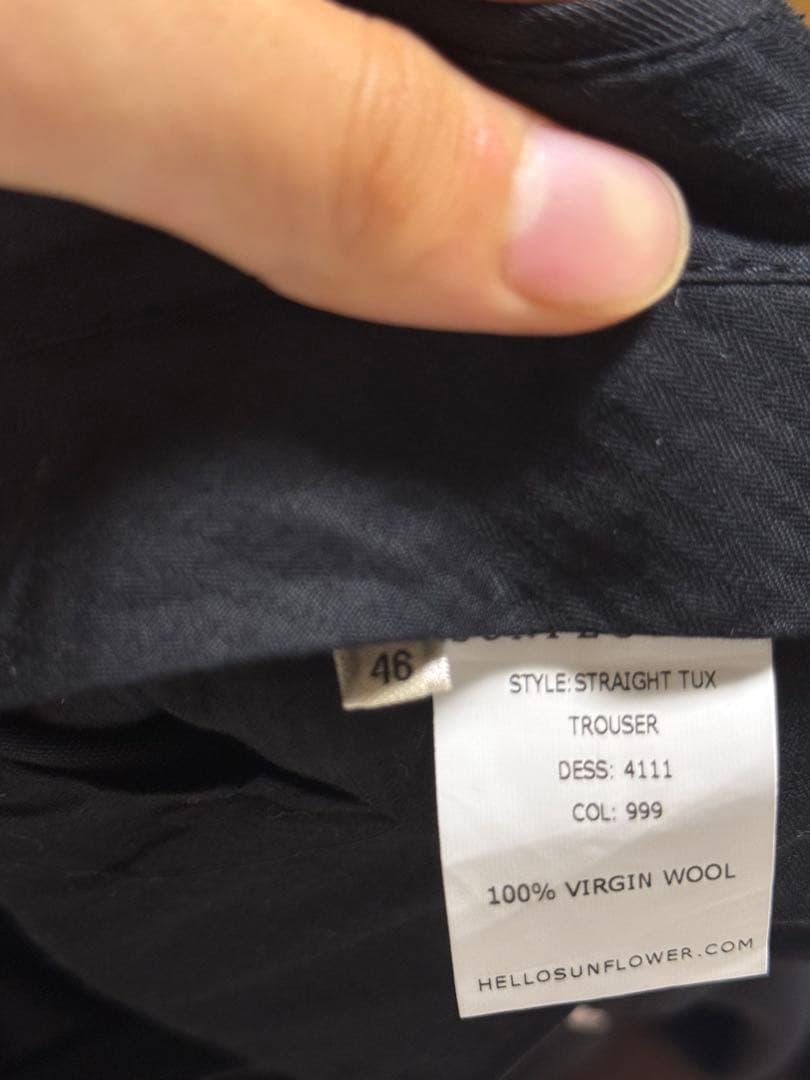 46
STYLE:STRAIGHT TUX
TROUSER
DESS: 4111
COL: 999
100% VIRGIN WOOL
HELLOSUNFLOWER.COM